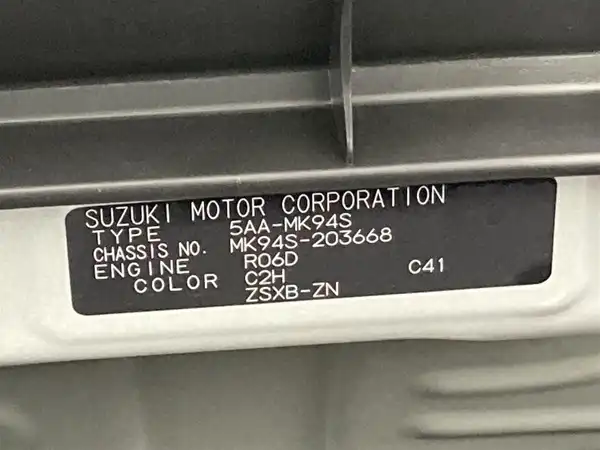 SUZUKI MOTOR CORPORATION
TYPE 5AA-MK94S
CHASSIS NO. MK94S-203668
ENGINE R06D
COLOR C2H C41
ZSXB-ZN